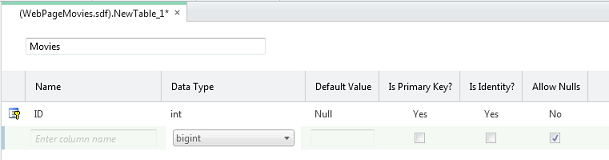 (WebPageMovies.sdf).NewTable_1* ×
Movies
Name Data Type Default Value Is Primary Key? Is Identity? Allow Nulls
ID int Null Yes Yes No
Enter column name bigint